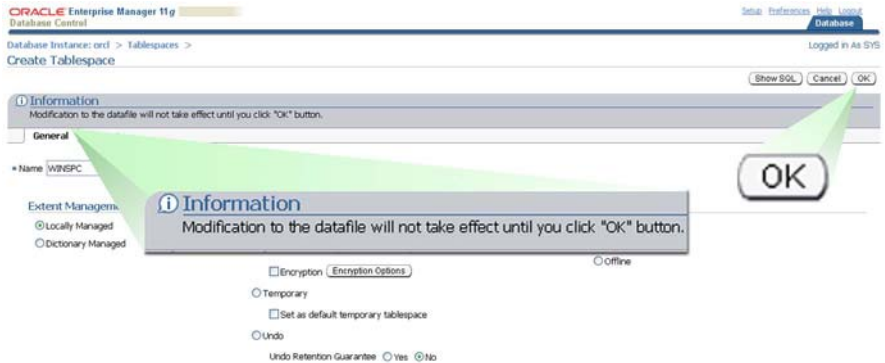 ORACLE Enterprise Manager 11g
Database Control
Setup Preferences Help Logout
Database
Database Instance: orcl > Tablespaces >
Logged in As SYS
Create Tablespace
Show SQL Cancel OK
Information
Modification to the datafile will not take effect until you click "OK" button.
General
* Name WINSPC
OK
Information
Modification to the datafile will not take effect until you click "OK" button.
Extent Managem
Locally Managed
Dictionary Managed
Offline
Encryption Encryption Options
Temporary
Set as default temporary tablespace
Undo
Undo Retention Guarantee Yes No